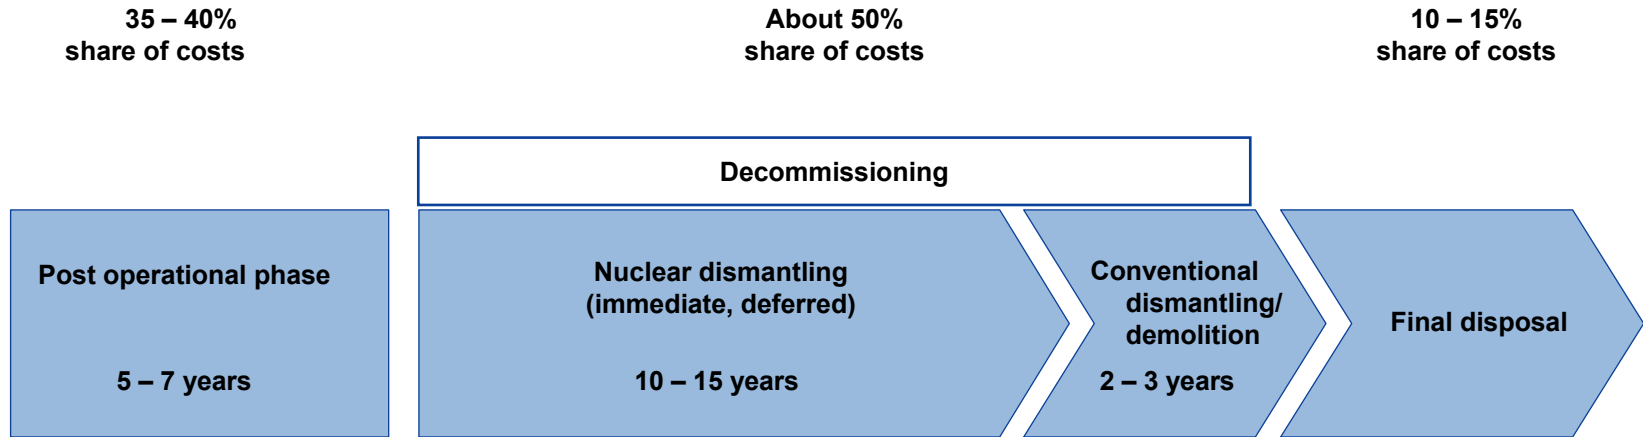 35 – 40%
share of costs
About 50%
share of costs
10 – 15%
share of costs
Decommissioning
Post operational phase
5 – 7 years
Nuclear dismantling
(immediate, deferred)
10 – 15 years
Conventional
dismantling/
demolition
2 – 3 years
Final disposal